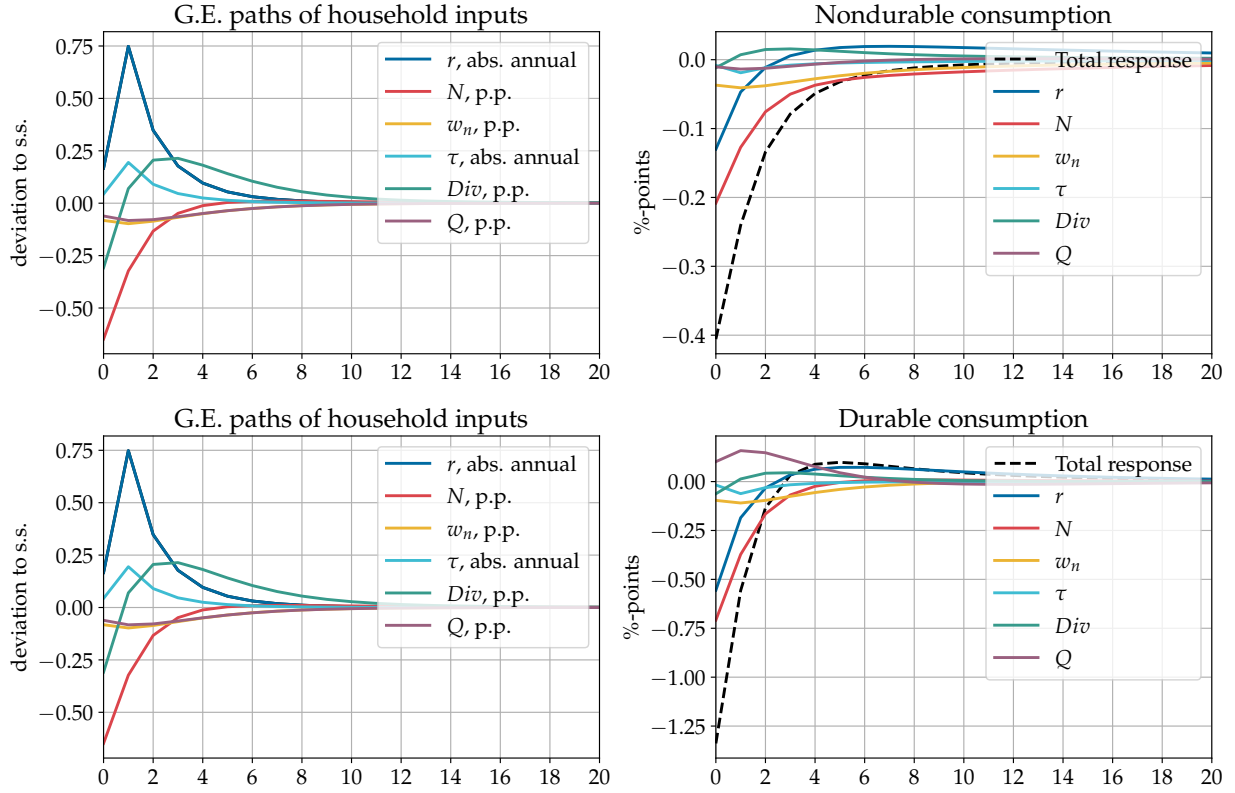 G.E. paths of household inputs
deviation to s.s.
0.75
0.50
0.25
0.00
−0.25
−0.50
r, abs. annual
N, p.p.
w_n, p.p.
τ, abs. annual
Div, p.p.
Q, p.p.
0 2 4 6 8 10 12 14 16 18 20
Nondurable consumption
%-points
0.0
−0.1
−0.2
−0.3
−0.4
Total response
r
N
w_n
τ
Div
Q
0 2 4 6 8 10 12 14 16 18 20
G.E. paths of household inputs
deviation to s.s.
0.75
0.50
0.25
0.00
−0.25
−0.50
r, abs. annual
N, p.p.
w_n, p.p.
τ, abs. annual
Div, p.p.
Q, p.p.
0 2 4 6 8 10 12 14 16 18 20
Durable consumption
%-points
0.00
−0.25
−0.50
−0.75
−1.00
−1.25
Total response
r
N
w_n
τ
Div
Q
0 2 4 6 8 10 12 14 16 18 20